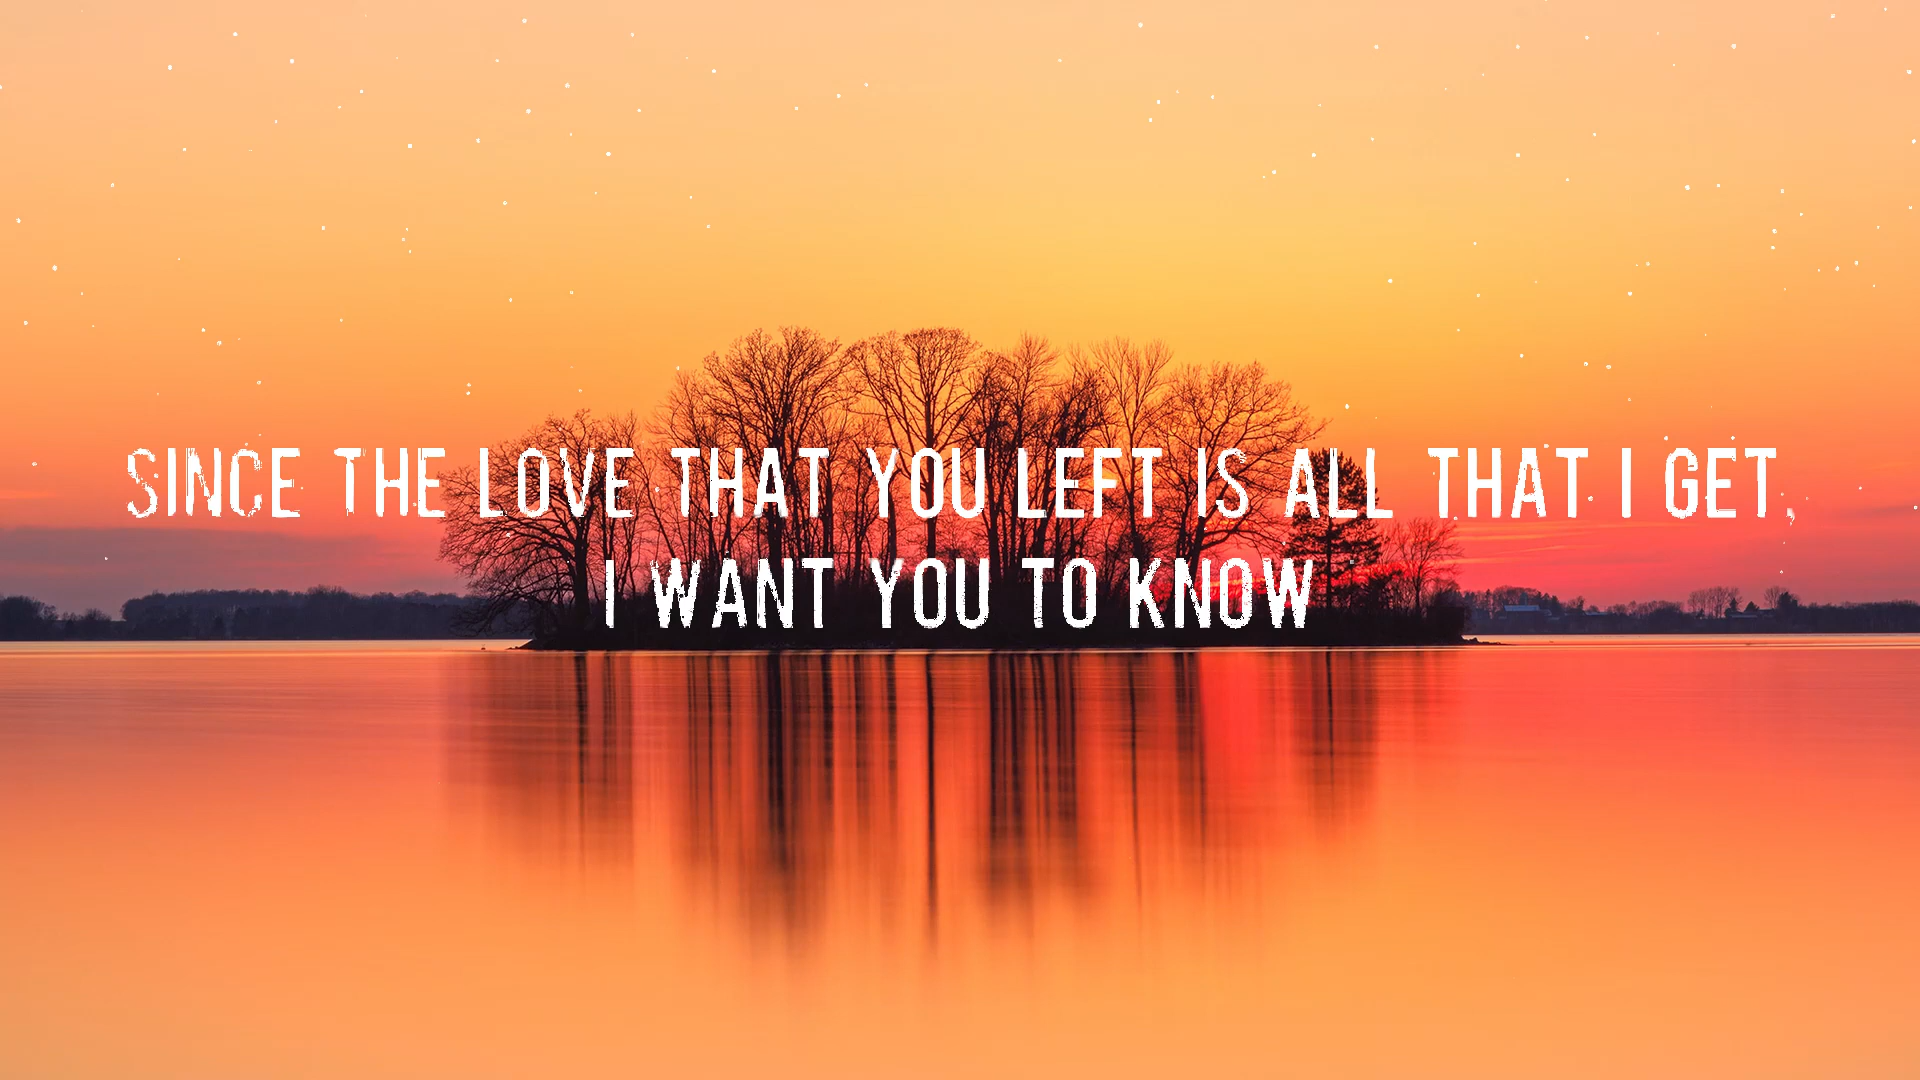 SINCE THE LOVE THAT YOU LEFT IS ALL THAT I GET,
I WANT YOU TO KNOW